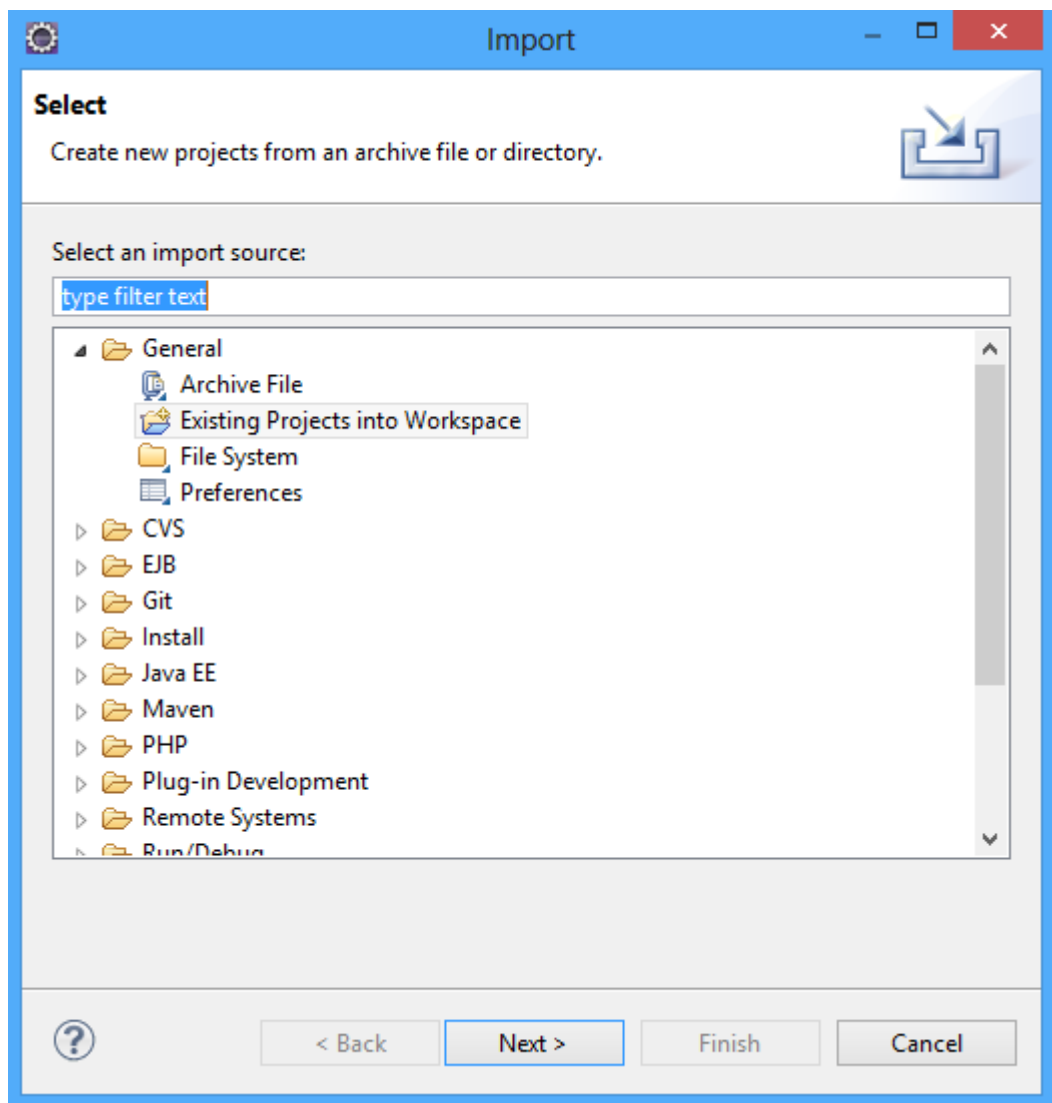 Import
Select
Create new projects from an archive file or directory.
Select an import source:
type filter text
General
Archive File
Existing Projects into Workspace
File System
Preferences
CVS
EJB
Git
Install
Java EE
Maven
PHP
Plug-in Development
Remote Systems
Run/Debug
< Back Next > Finish Cancel